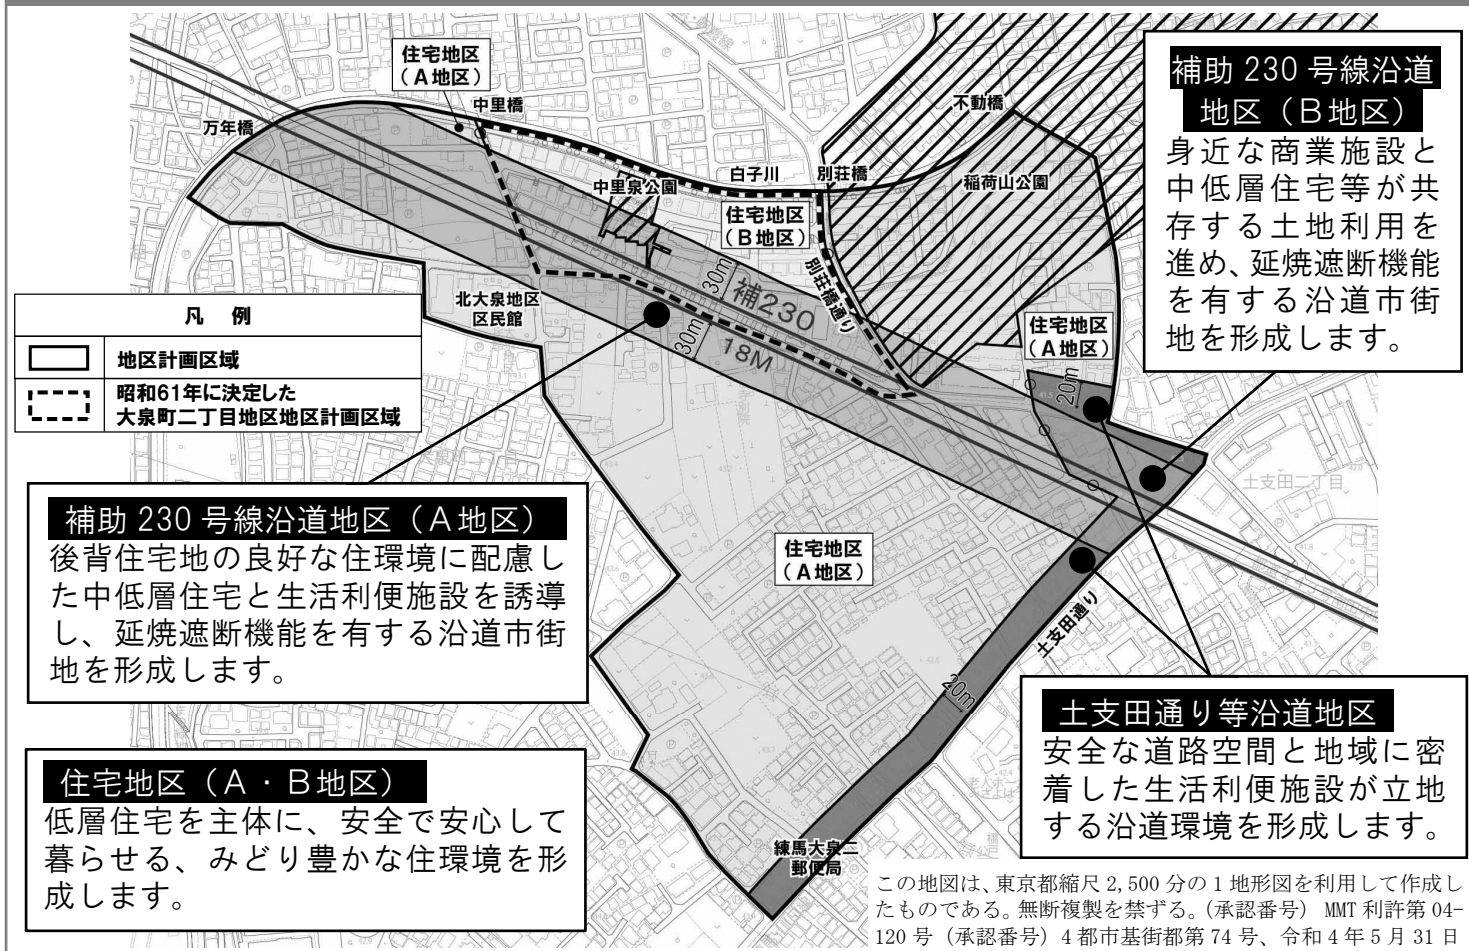 住宅地区
（A地区）
中里橋
万年橋
不動橋
白子川
別荘橋
中里泉公園
稲荷山公園
住宅地区
（B地区）
別荘橋通り
30m
補230
30m
18M
北大泉地区
区民館
住宅地区
（A地区）
20m
補助 230 号線沿道
地区（B地区）
身近な商業施設と
中低層住宅等が共
存する土地利用を
進め、延焼遮断機能
を有する沿道市街
地を形成します。
凡　例
地区計画区域
昭和61年に決定した
大泉町二丁目地区地区計画区域
土支田二丁目
補助 230 号線沿道地区（A地区）
後背住宅地の良好な住環境に配慮し
た中低層住宅と生活利便施設を誘導
し、延焼遮断機能を有する沿道市街
地を形成します。
住宅地区
（A地区）
土支田通り
20m
土支田通り等沿道地区
安全な道路空間と地域に密
着した生活利便施設が立地
する沿道環境を形成します。
住宅地区（A・B地区）
低層住宅を主体に、安全で安心して
暮らせる、みどり豊かな住環境を形
成します。
練馬大泉二
郵便局
この地図は、東京都縮尺 2,500 分の 1 地形図を利用して作成し
たものである。無断複製を禁ずる。（承認番号） MMT 利許第 04-
120 号（承認番号）4 都市基街都第 74 号、令和 4 年 5 月 31 日